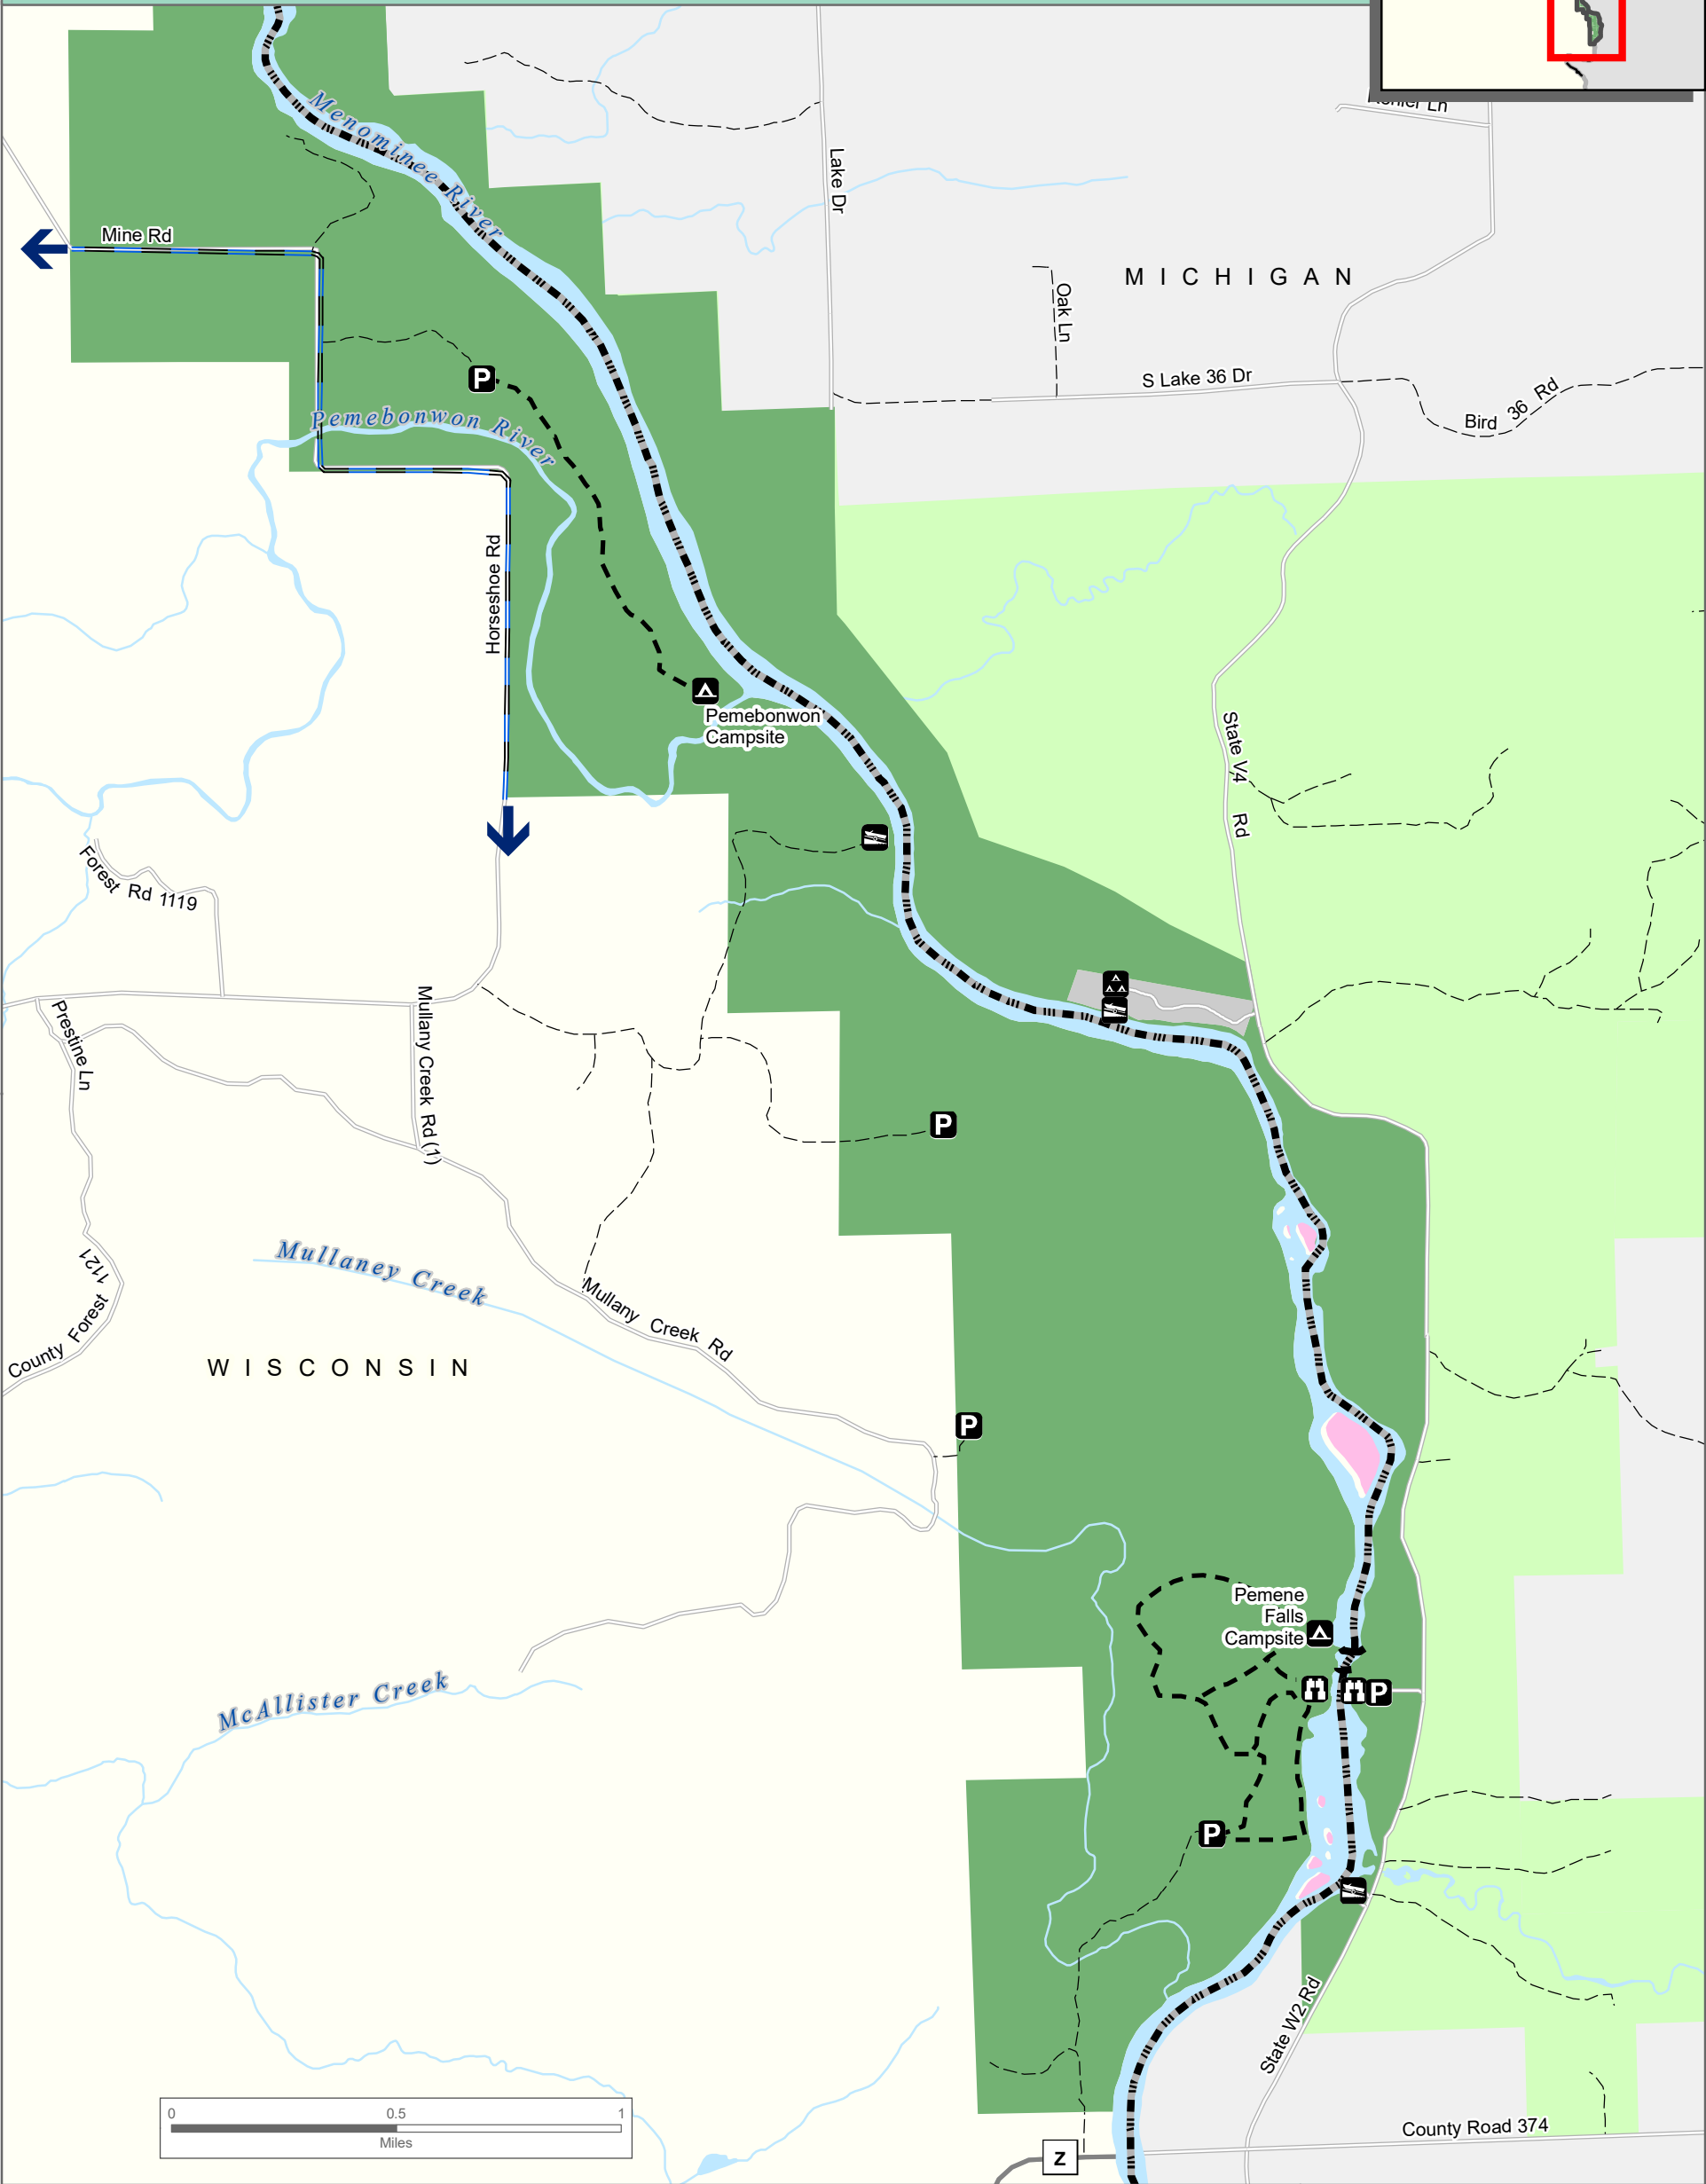 Kohler Ln
Menominee River
Lake Dr
Mine Rd
MICHIGAN
Oak Ln
S Lake 36 Dr
Bird 36 Rd
P
Pemebonwon River
Horseshoe Rd
Pemebonwon
Campsite
State V4 Rd
Forest Rd 1119
Prestine Ln
Mullany Creek Rd (1)
P
Mullaney Creek
County Forest 1121
Mullany Creek Rd
WISCONSIN
P
Pemene
Falls
Campsite
McAllister Creek
P
P
State W2 Rd
0 0.5 1
Miles
County Road 374
Z